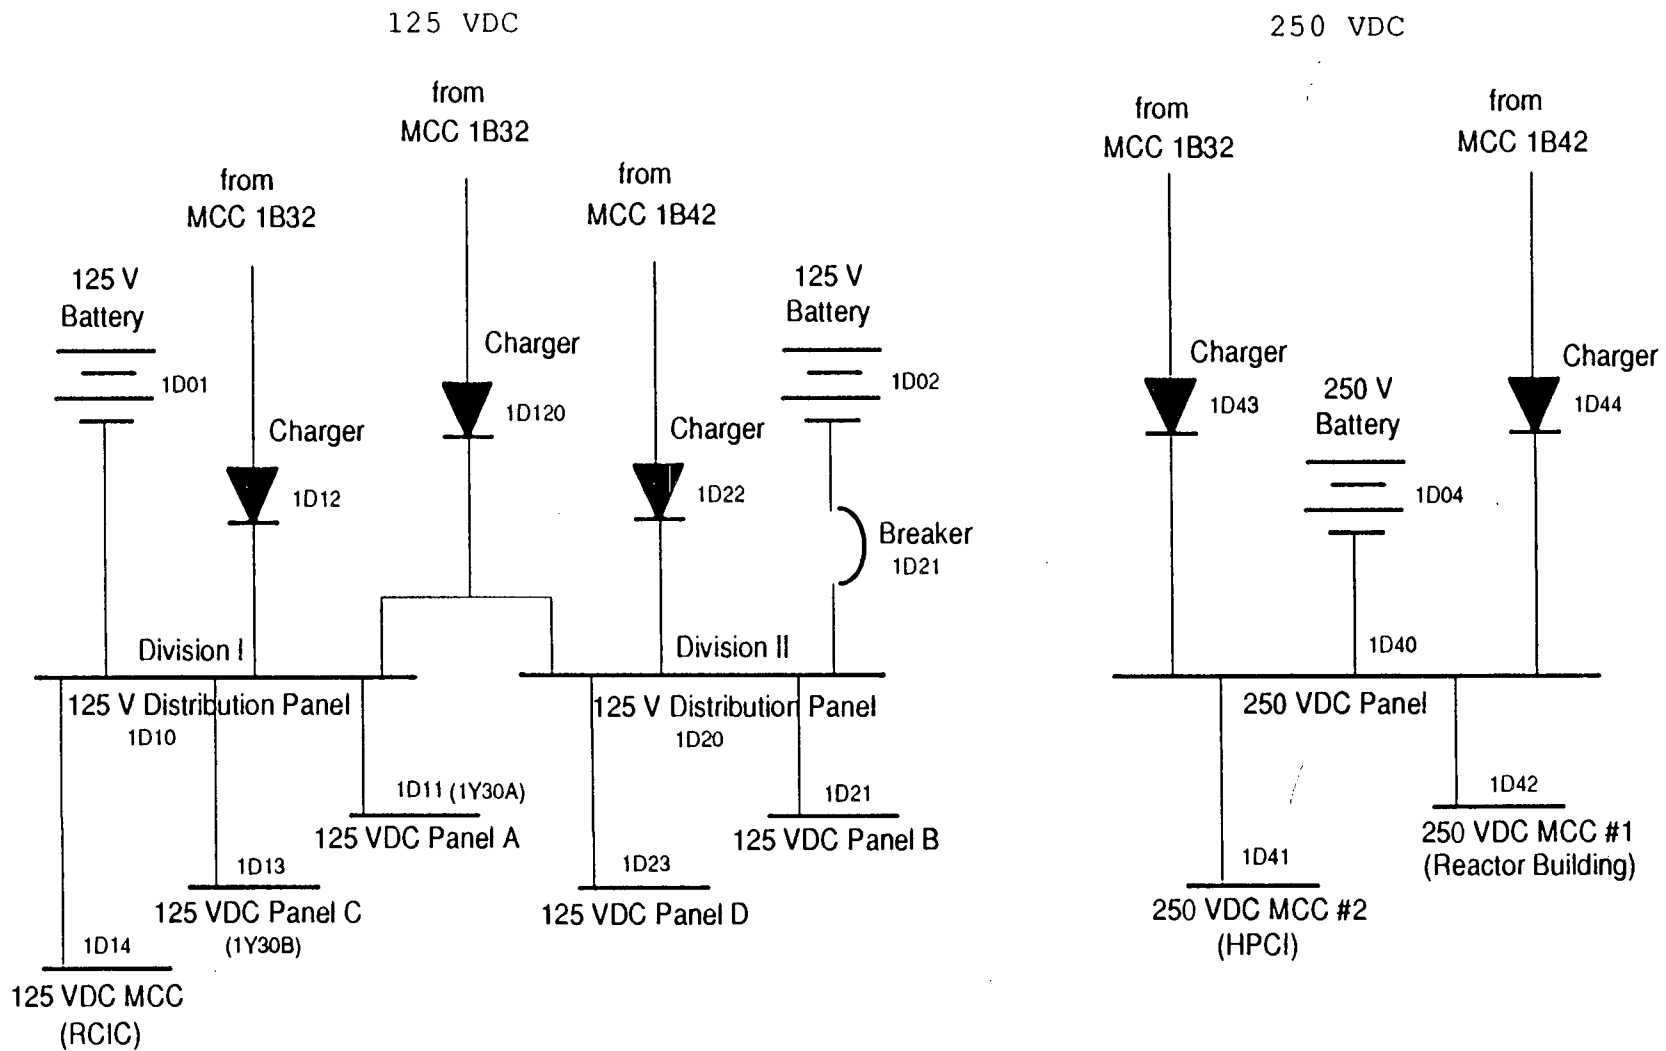 125 VDC
250 VDC
from
MCC 1B32
from
MCC 1B32
from
MCC 1B42
from
MCC 1B32
from
MCC 1B42
125 V
Battery
1D01
Charger
1D12
Charger
1D120
Charger
1D22
125 V
Battery
1D02
Breaker
1D21
Charger
1D43
250 V
Battery
1D04
Charger
1D44
Division I
125 V Distribution Panel
1D10
Division II
125 V Distribution Panel
1D20
1D40
250 VDC Panel
1D11 (1Y30A)
125 VDC Panel A
1D13
125 VDC Panel C
(1Y30B)
1D14
125 VDC MCC
(RCIC)
1D21
125 VDC Panel B
1D23
125 VDC Panel D
1D42
250 VDC MCC #1
(Reactor Building)
1D41
250 VDC MCC #2
(HPCI)